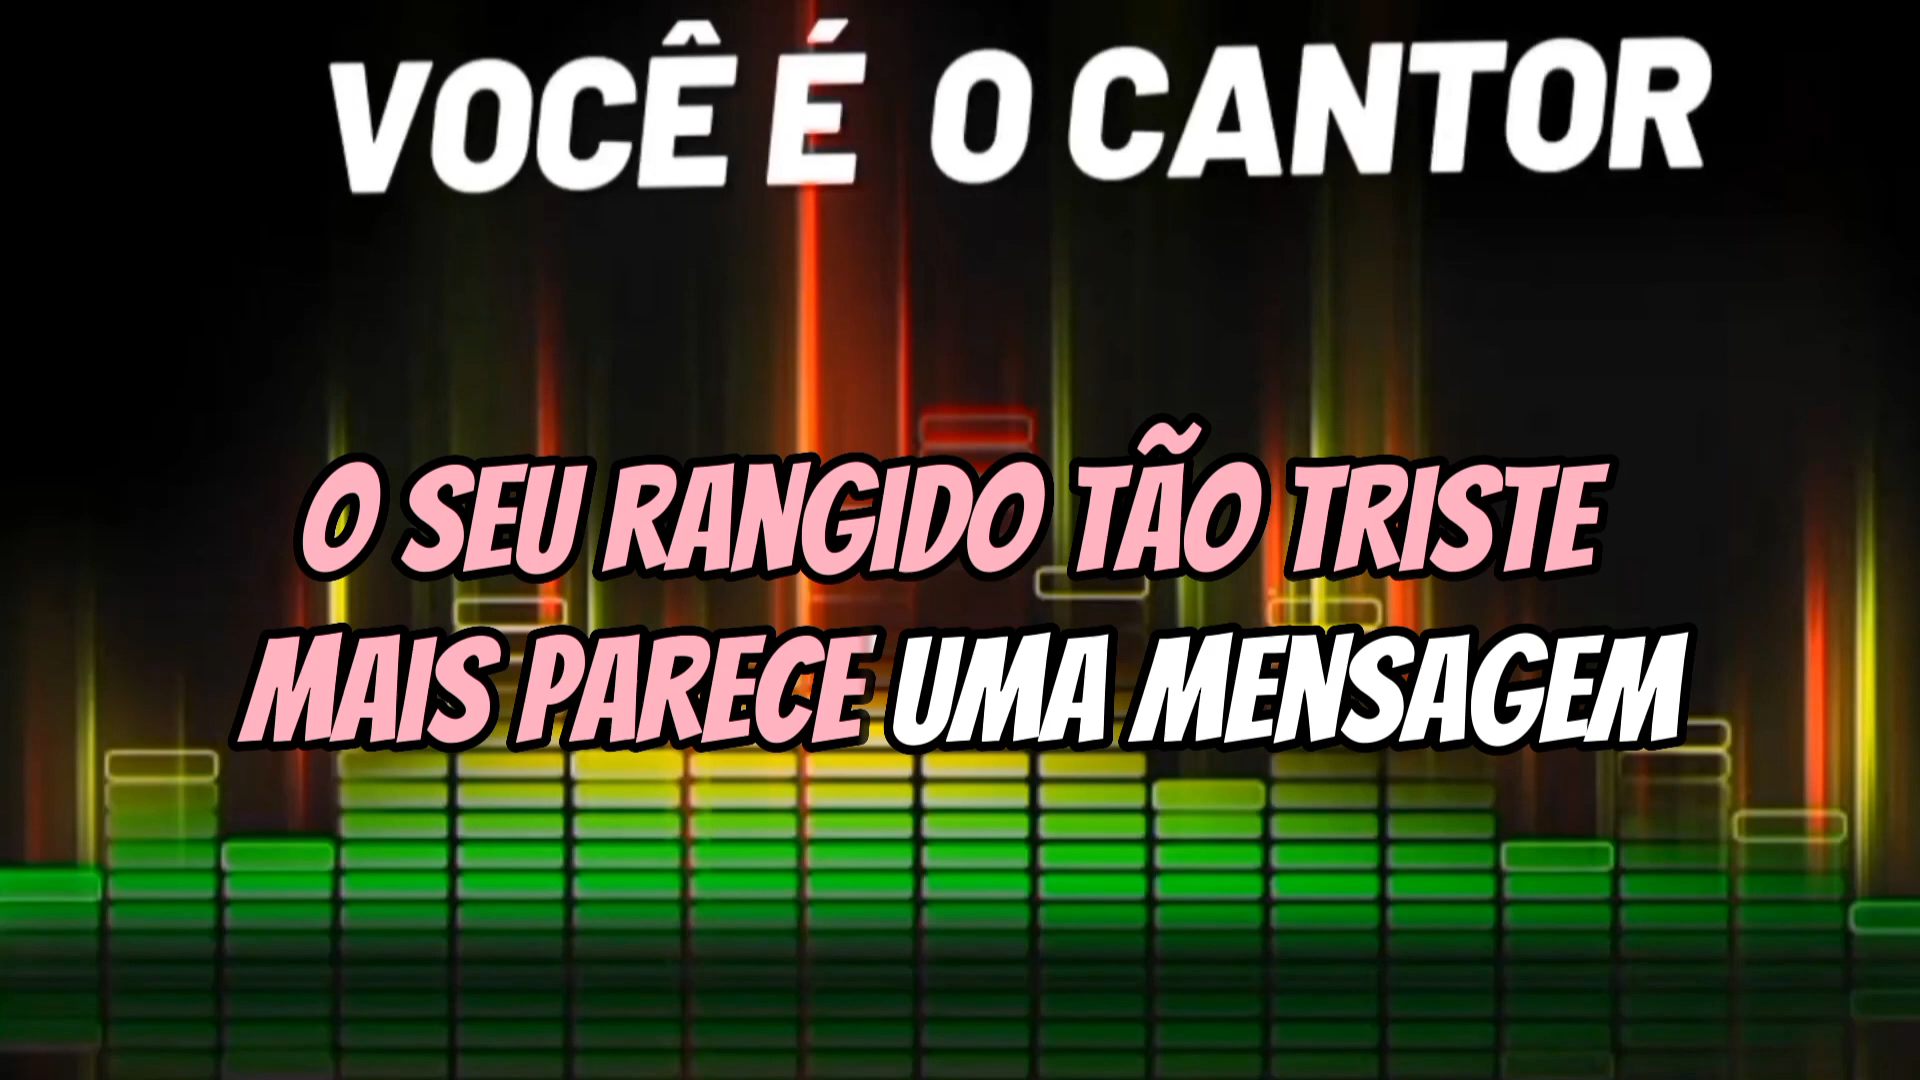 VOCÊ É O CANTOR
O SEU RANGIDO TÃO TRISTE
MAIS PARECE UMA MENSAGEM